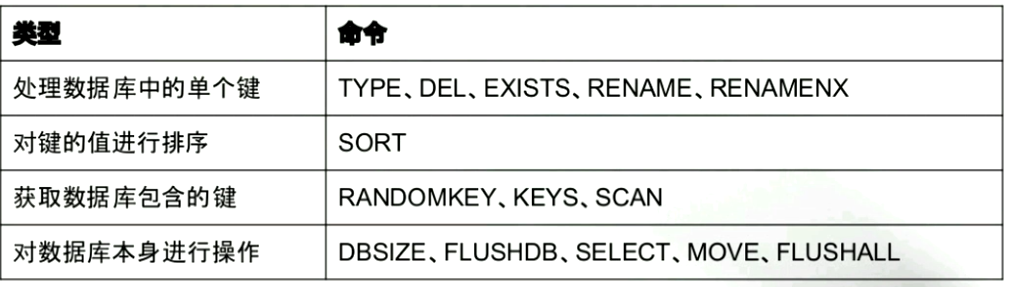 类型 命令
处理数据库中的单个键 TYPE、DEL、EXISTS、RENAME、RENAMENX
对键的值进行排序 SORT
获取数据库包含的键 RANDOMKEY、KEYS、SCAN
对数据库本身进行操作 DBSIZE、FLUSHDB、SELECT、MOVE、FLUSHALL